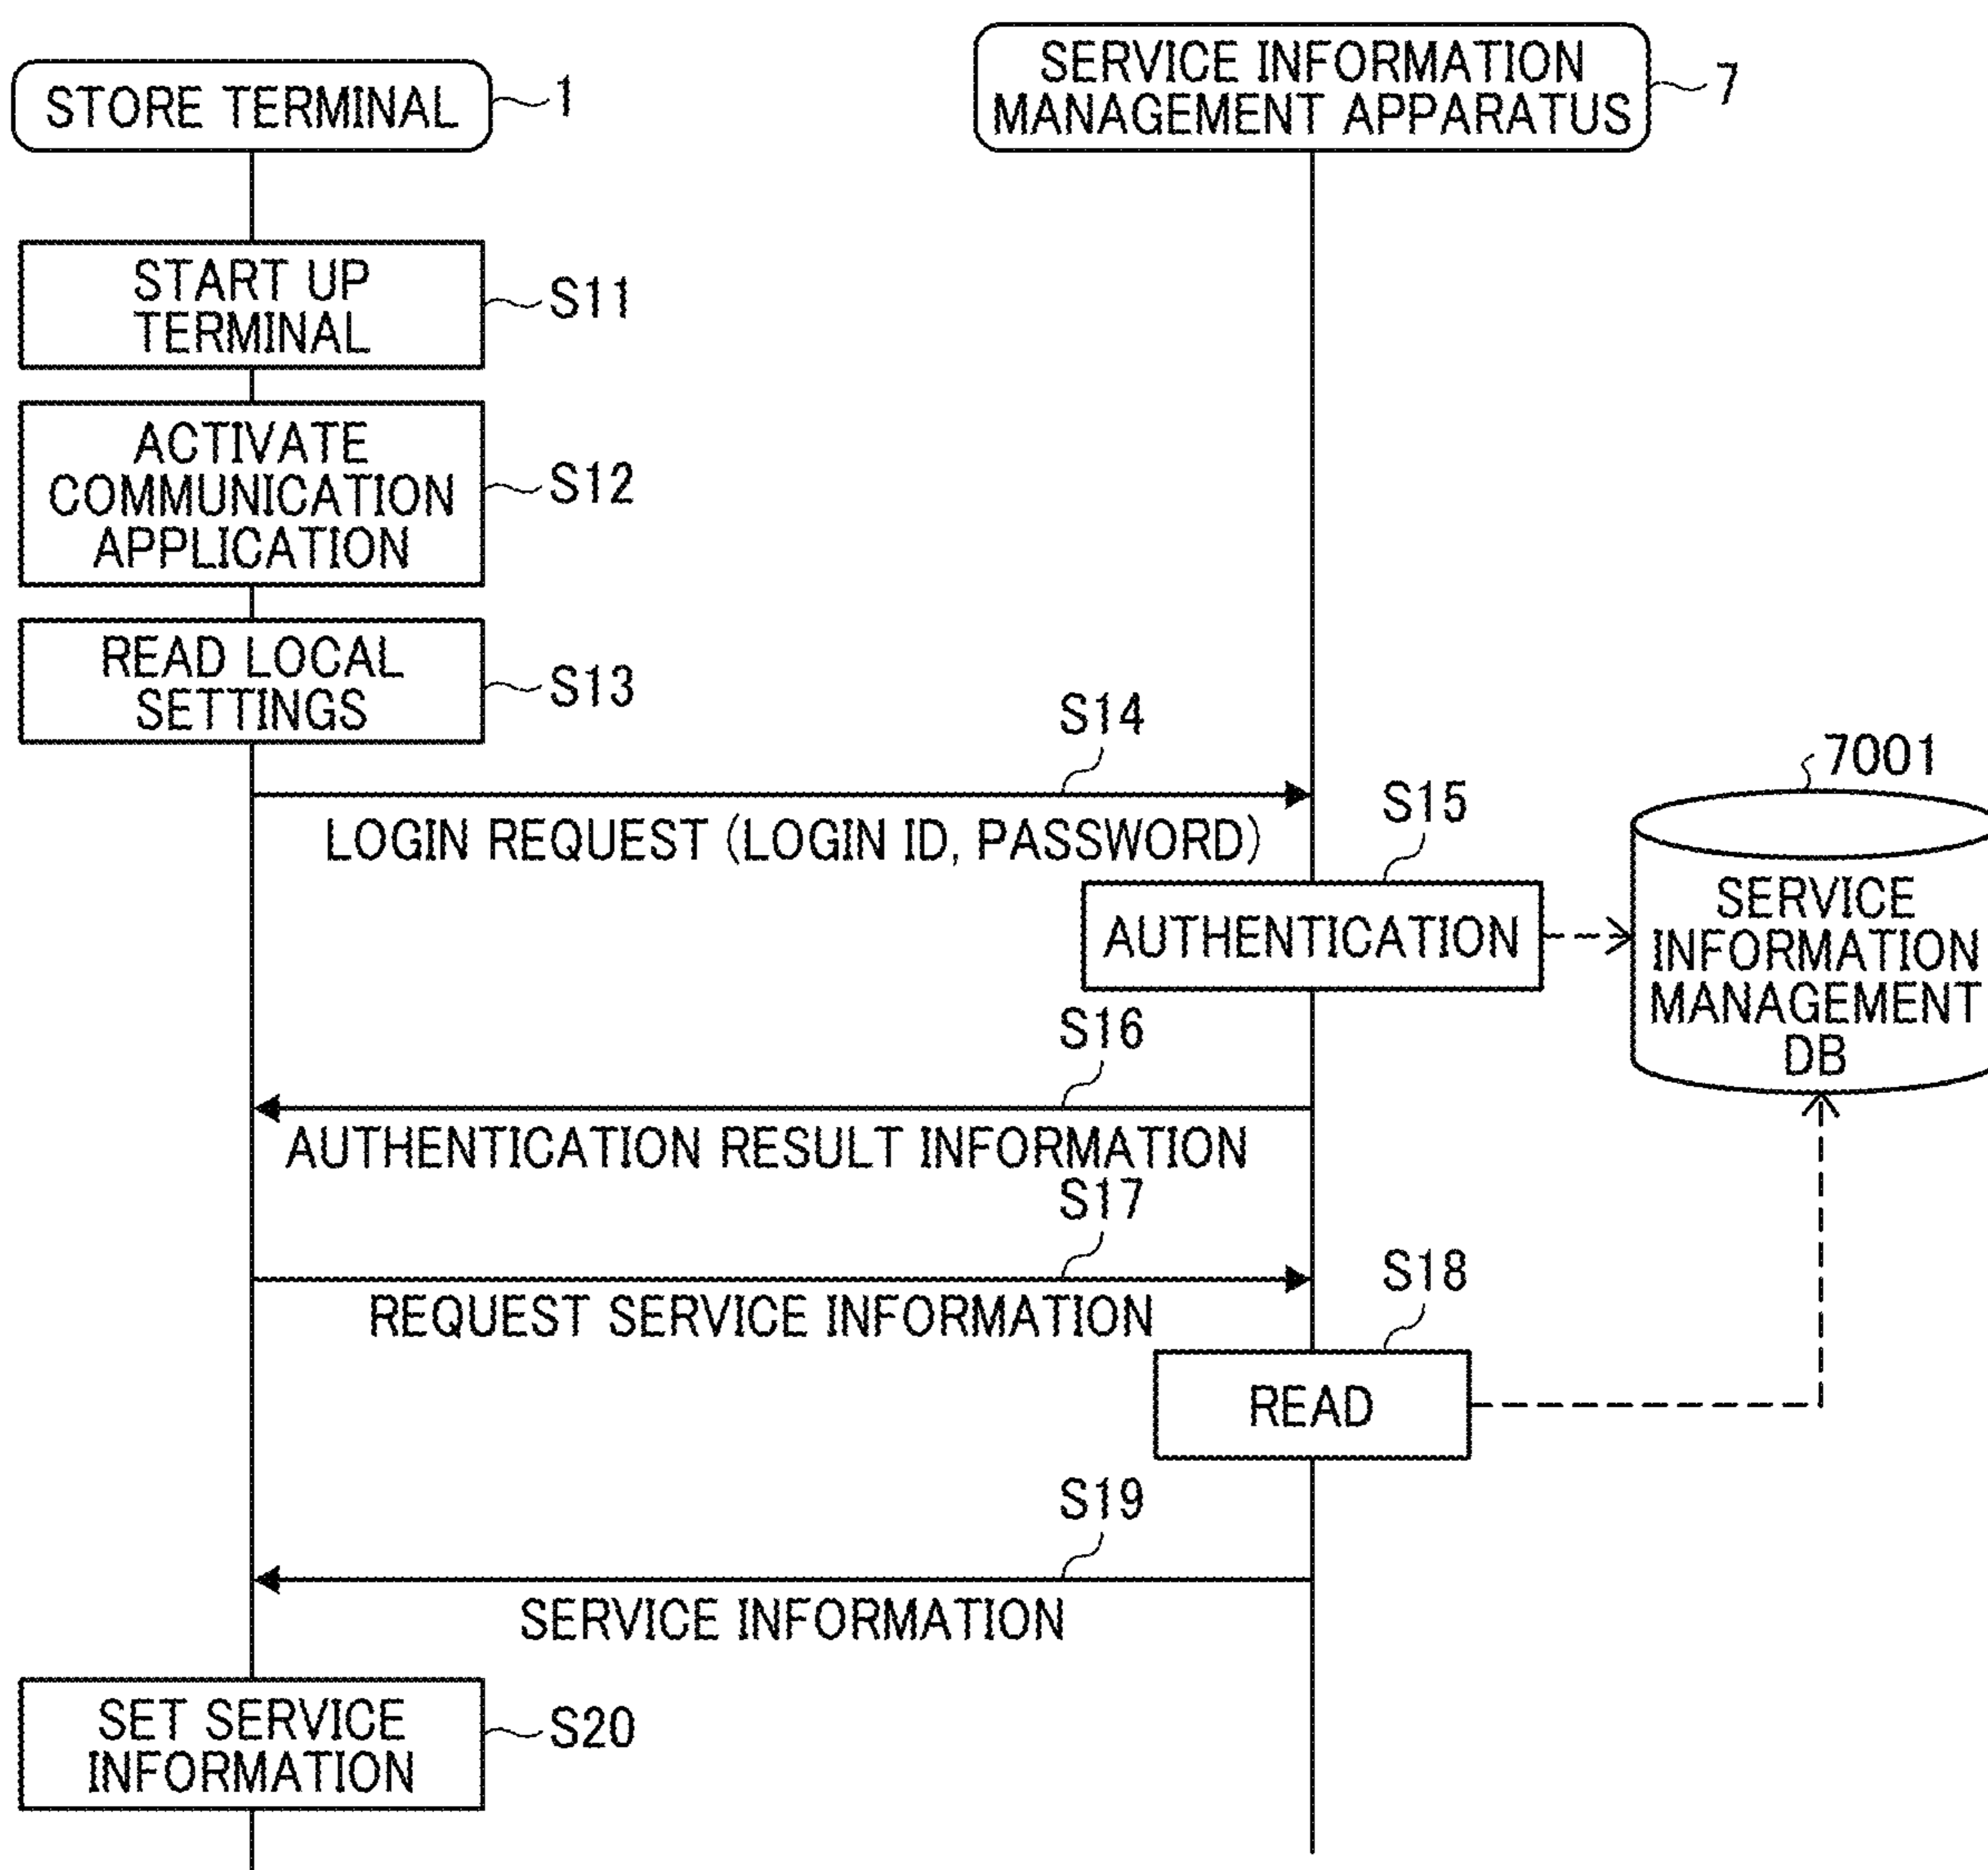 STORE TERMINAL
1
SERVICE INFORMATION
MANAGEMENT APPARATUS
7
START UP
TERMINAL
S11
ACTIVATE
COMMUNICATION
APPLICATION
S12
READ LOCAL
SETTINGS
S13
S14
LOGIN REQUEST (LOGIN ID, PASSWORD)
S15
AUTHENTICATION
7001
SERVICE
INFORMATION
MANAGEMENT
DB
S16
AUTHENTICATION RESULT INFORMATION
S17
REQUEST SERVICE INFORMATION
S18
READ
S19
SERVICE INFORMATION
SET SERVICE
INFORMATION
S20